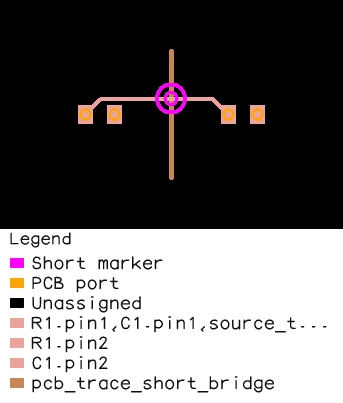 Legend
Short marker
PCB port
Unassigned
R1.pin1,C1.pin1,source_t...
R1.pin2
C1.pin2
pcb_trace_short_bridge